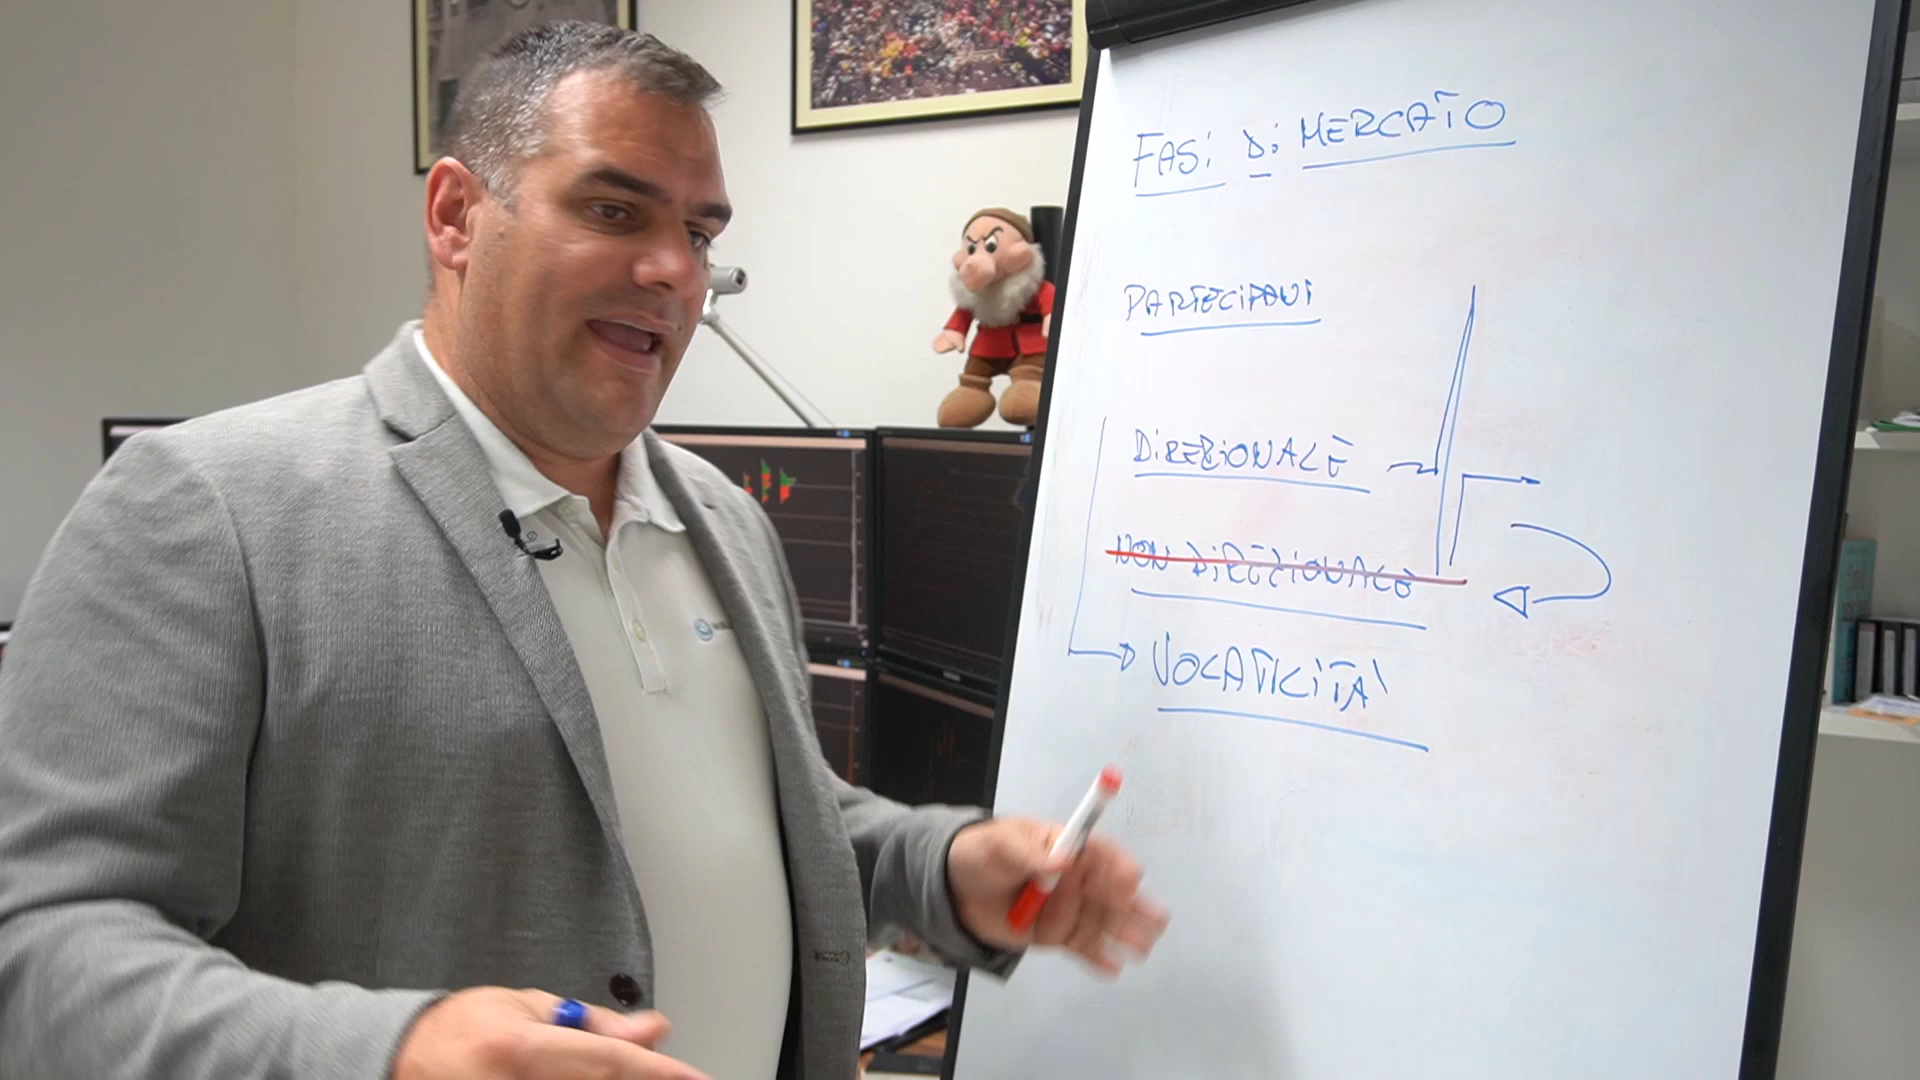 FASi Di MERCATO
PARTECIPANTi
DiREZiONALE
NON DiREZiONALE
VOLATILiTA'